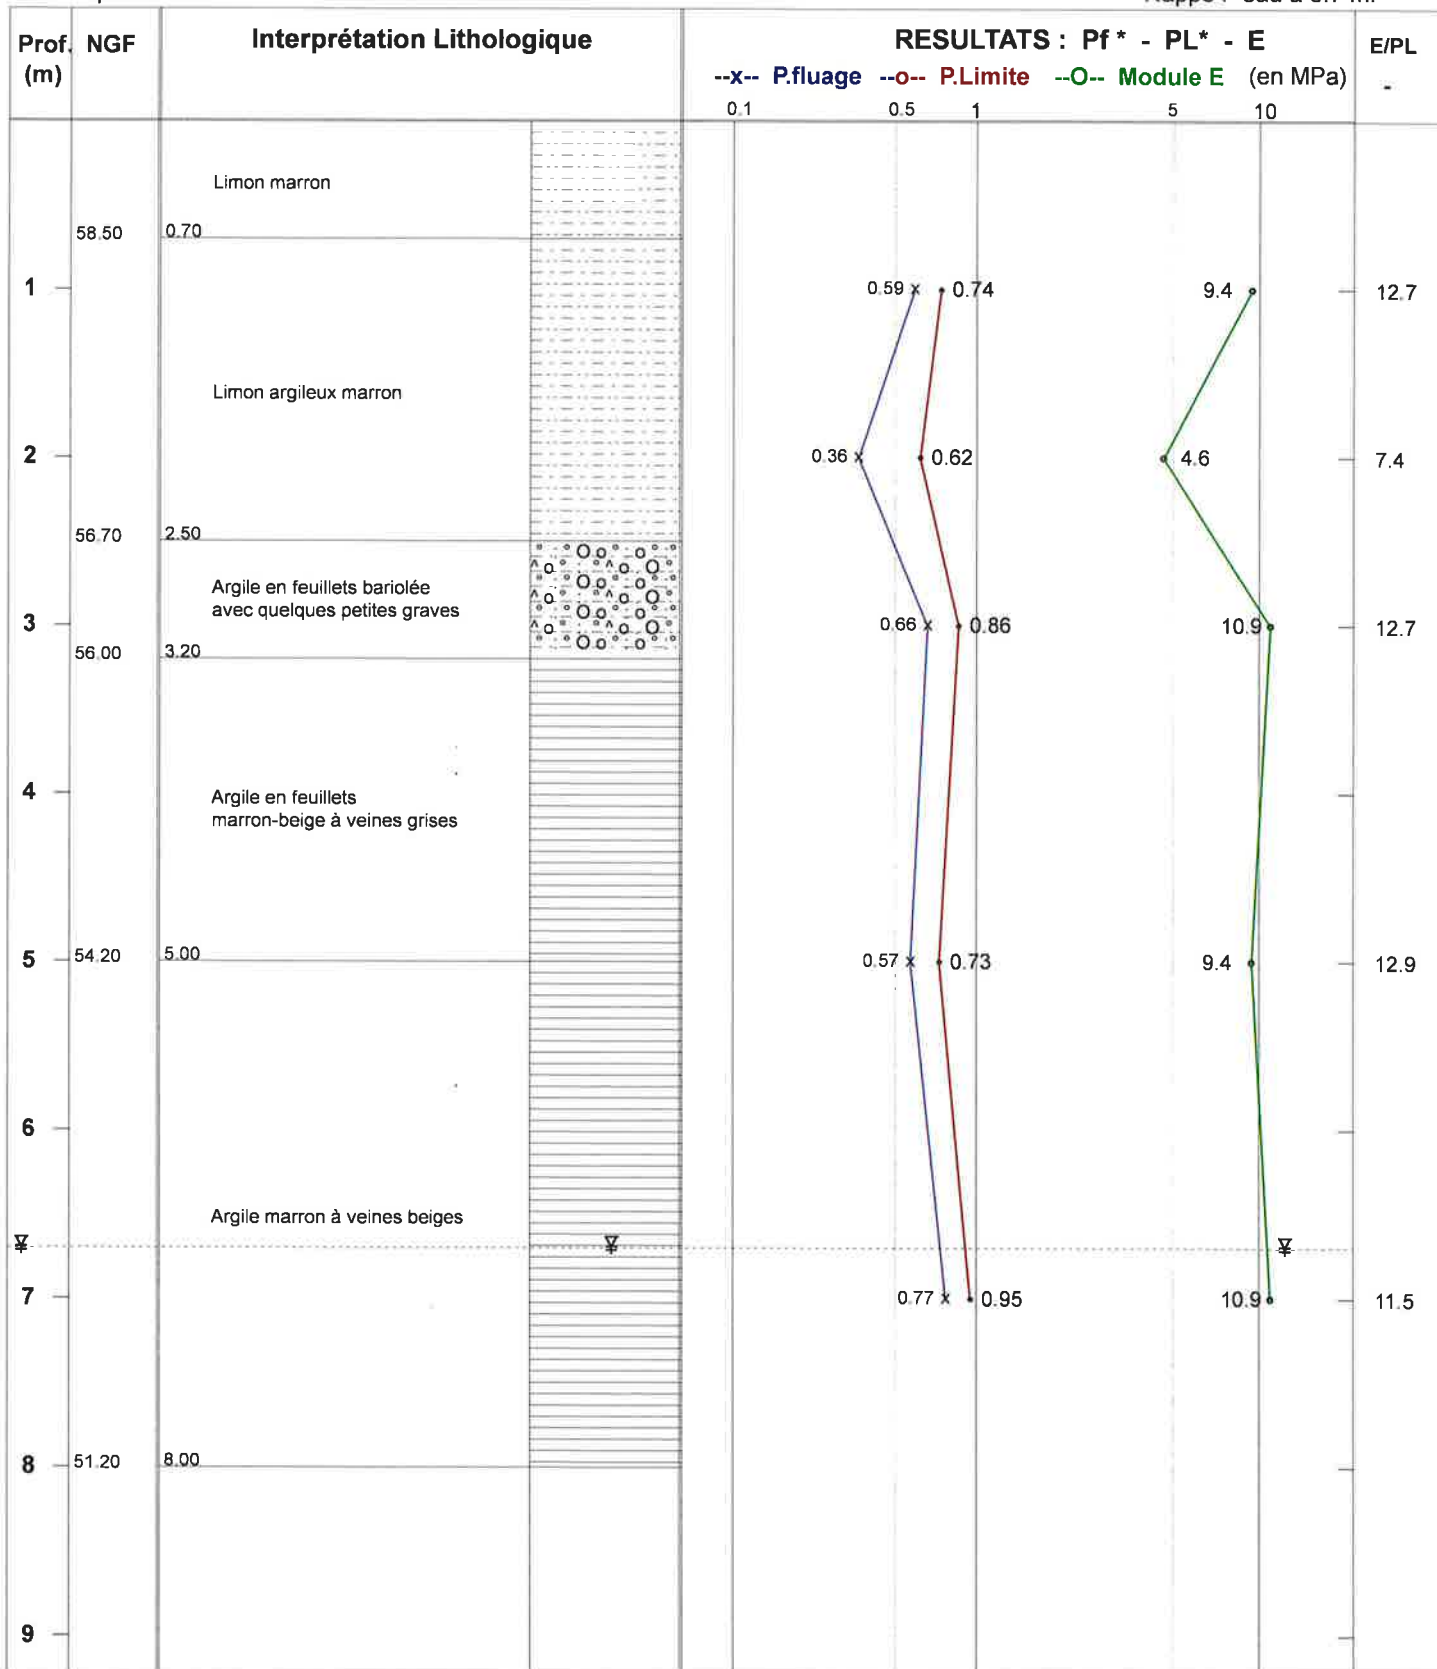 Prof. NGF Interprétation Lithologique RESULTATS : Pf * - PL* - E E/PL
(m) --x-- P.fluage --o-- P.Limite --O-- Module E (en MPa) -
0.1 0.5 1 5 10
Limon marron
58.50 0.70
1 0.59 0.74 9.4 12.7
Limon argileux marron
2 0.36 0.62 4.6 7.4
56.70 2.50
Argile en feuillets bariolée
avec quelques petites graves
3 0.66 0.86 10.9 12.7
56.00 3.20
4
Argile en feuillets
marron-beige à veines grises
5 54.20 5.00 0.57 0.73 9.4 12.9
6
Argile marron à veines beiges
7 0.77 0.95 10.9 11.5
8 51.20 8.00
9